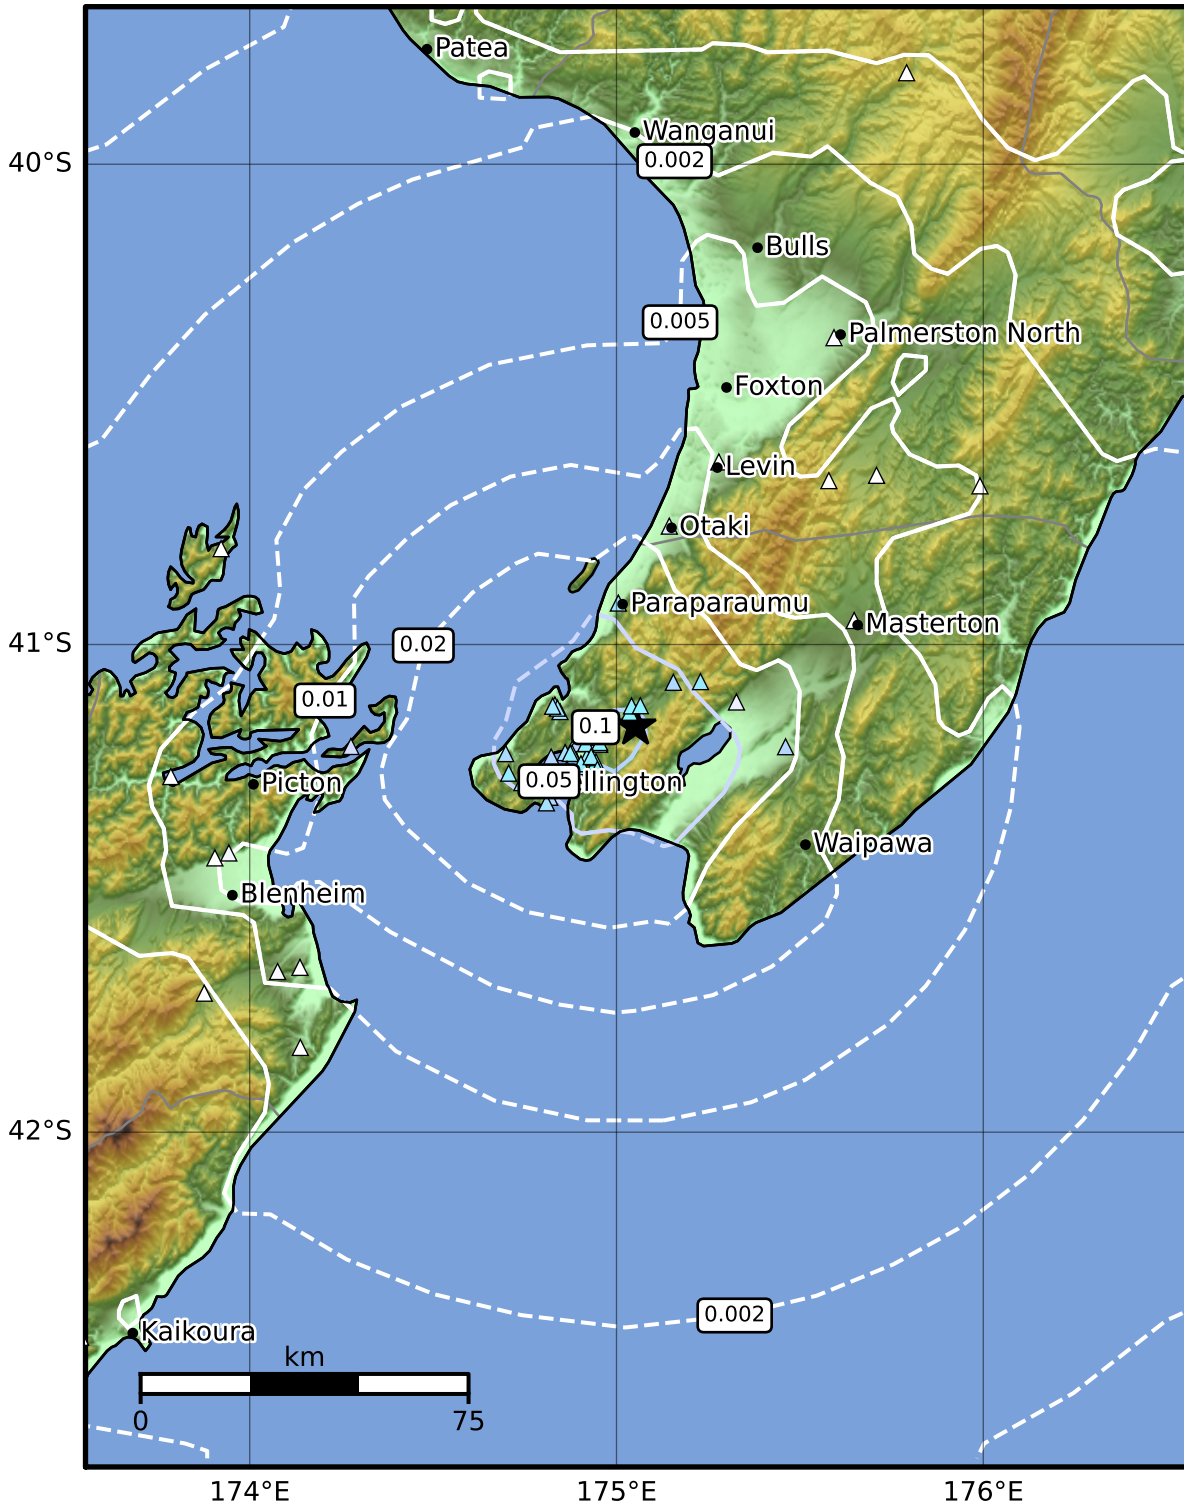 Patea
Wanganui
40°S
0.002
Bulls
0.005
Palmerston North
Foxton
Levin
Otaki
Paraparaumu
Masterton
41°S
0.02
0.01
0.1
Picton
0.05
ellington
Waipawa
Blenheim
42°S
0.002
Kaikoura
km
0
75
174°E
175°E
176°E